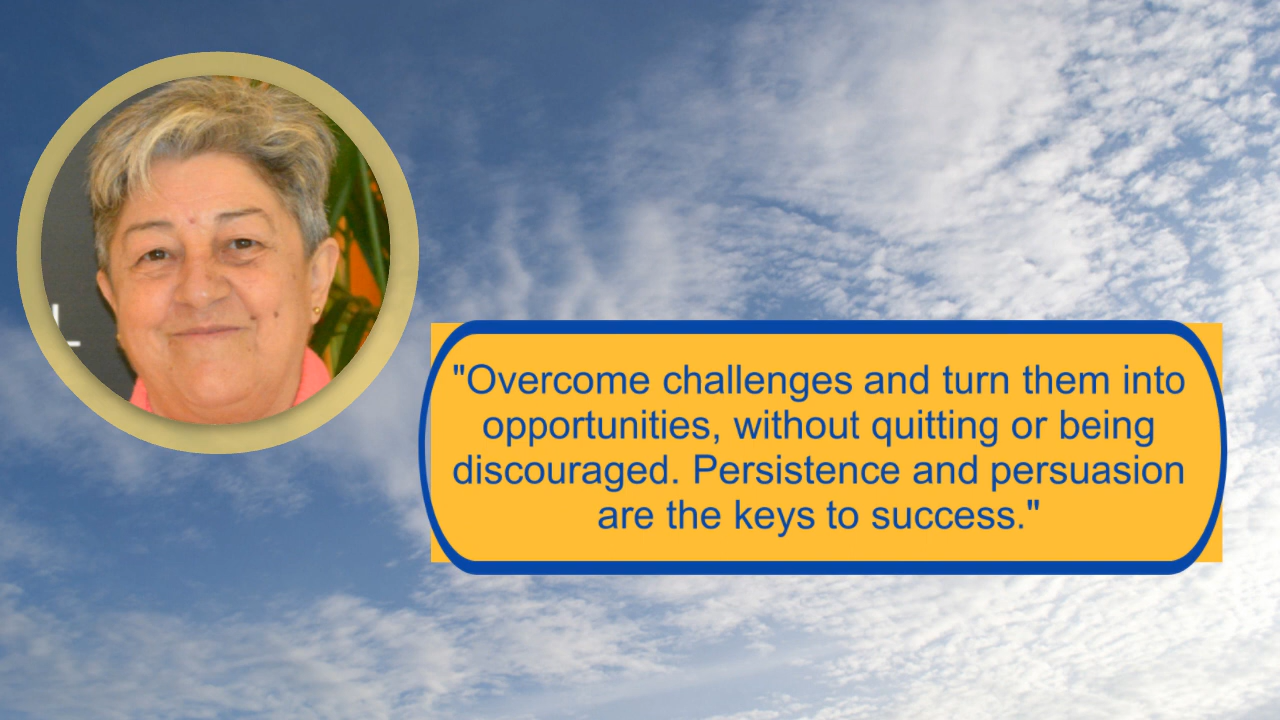 "Overcome challenges and turn them into
opportunities, without quitting or being
discouraged. Persistence and persuasion
are the keys to success."